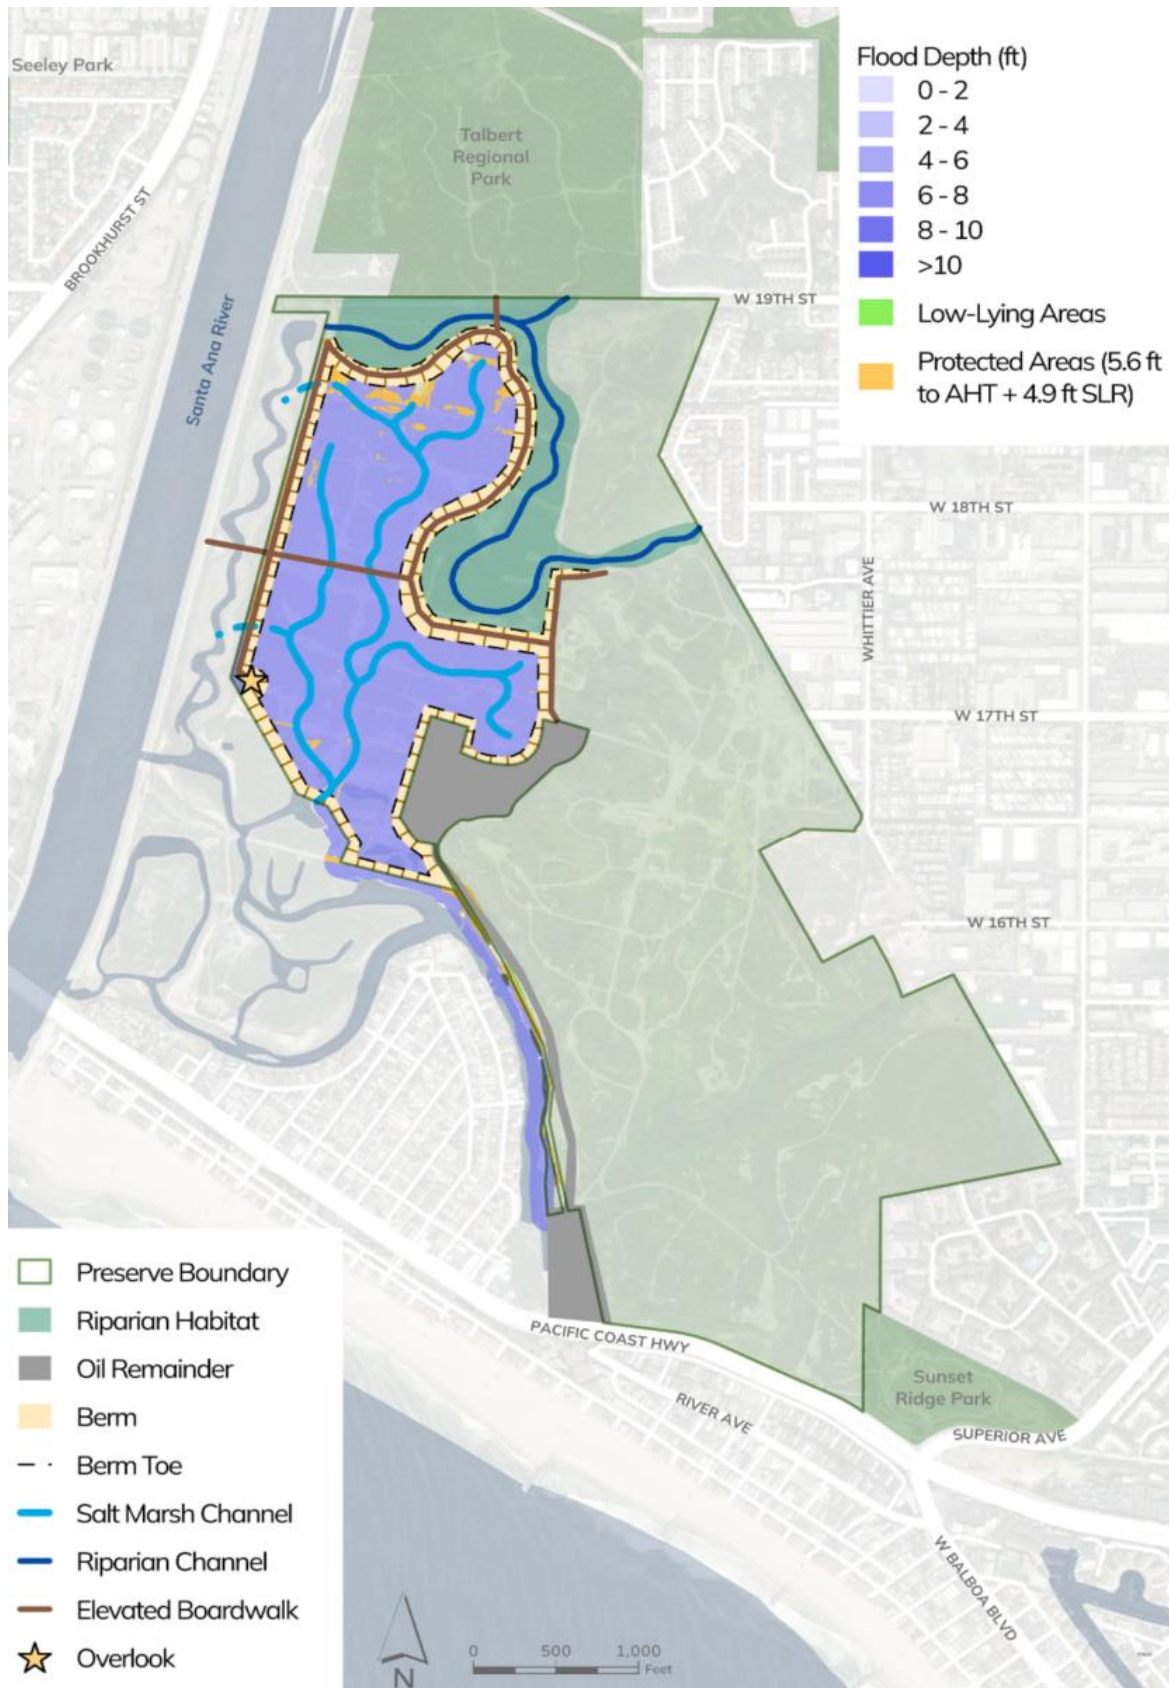 Seeley Park
Talbert
Regional
Park
BROOKHURST ST
Santa Ana River
Flood Depth (ft)
0 - 2
2 - 4
4 - 6
6 - 8
8 - 10
>10
Low-Lying Areas
Protected Areas (5.6 ft
to AHT + 4.9 ft SLR)
W 19TH ST
W 18TH ST
WHITTIER AVE
W 17TH ST
W 16TH ST
Preserve Boundary
Riparian Habitat
Oil Remainder
Berm
Berm Toe
Salt Marsh Channel
Riparian Channel
Elevated Boardwalk
Overlook
PACIFIC COAST HWY
RIVER AVE
Sunset
Ridge Park
SUPERIOR AVE
W BALBOA BLVD
N
0 500 1,000
Feet